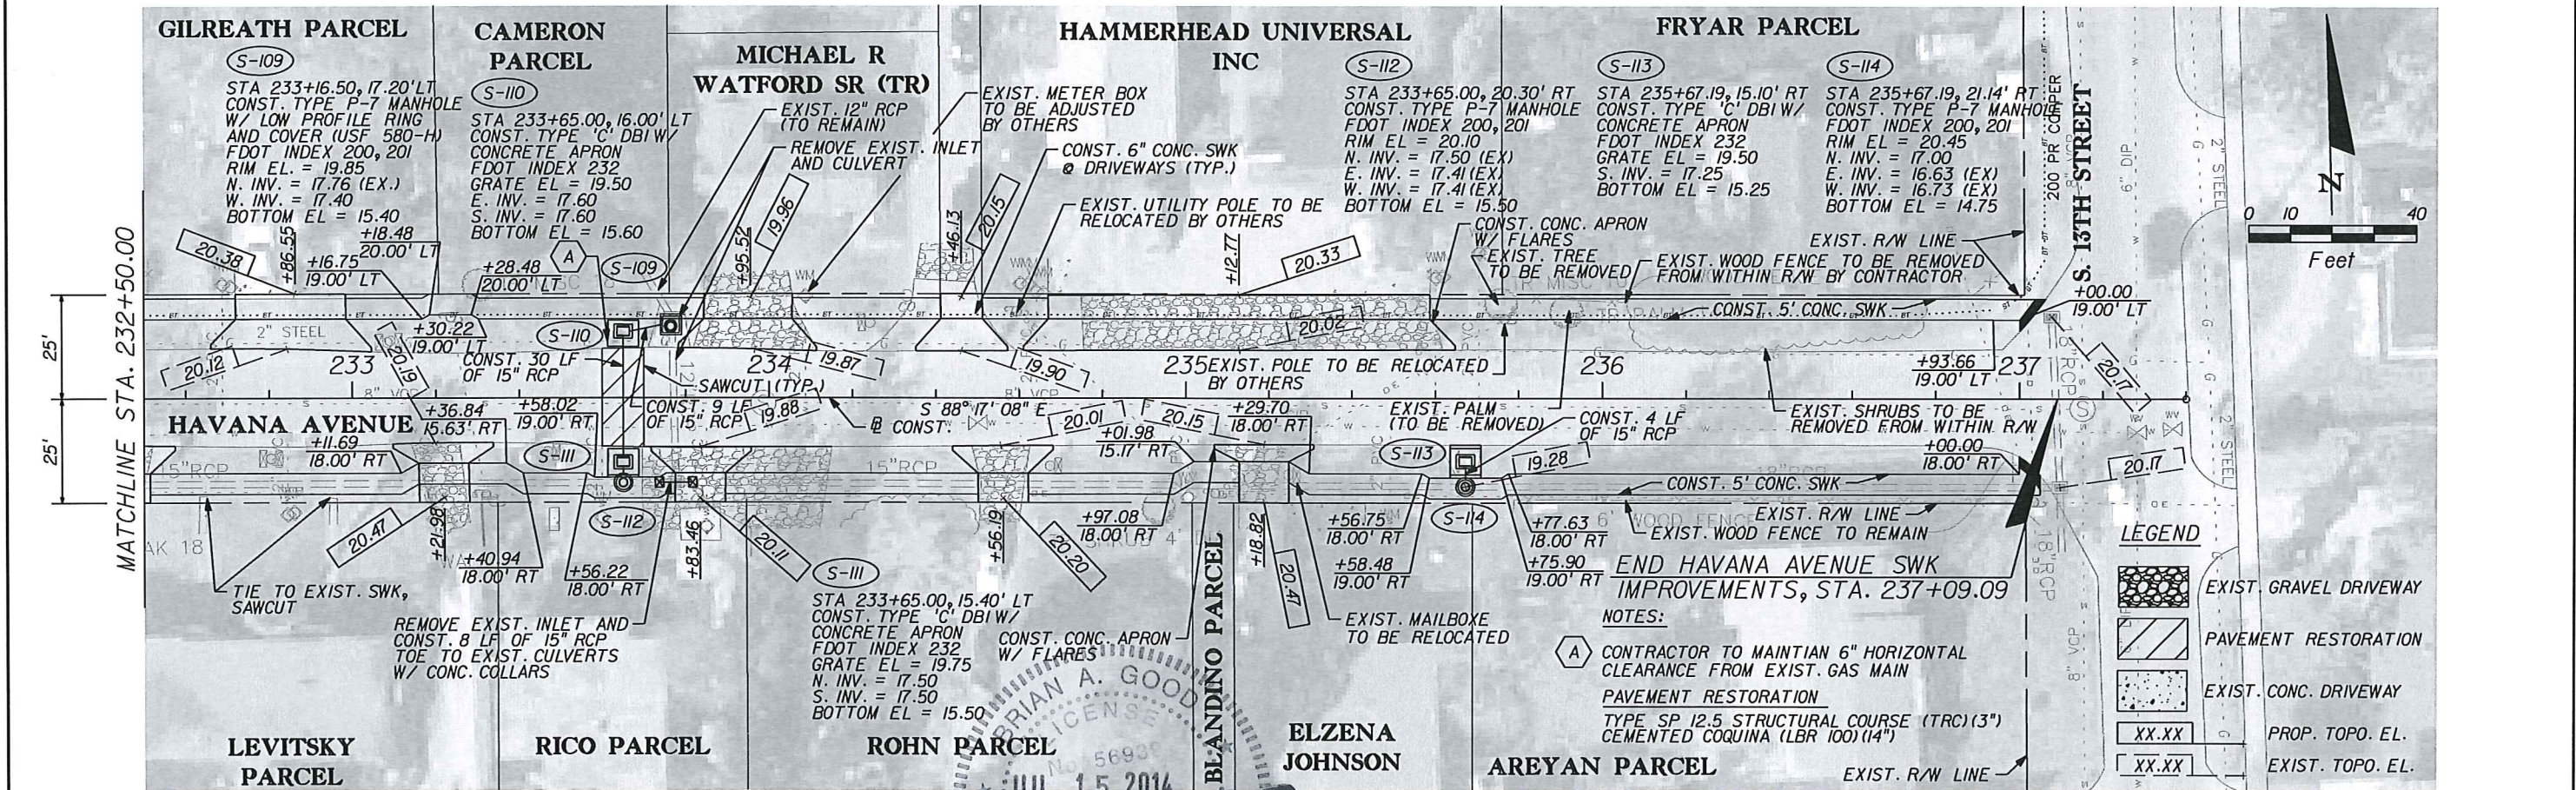 GILREATH PARCEL
S-109
STA 233+16.50, 17.20' LT
CONST. TYPE P-7 MANHOLE
W/ LOW PROFILE RING
AND COVER (USF 580-H)
FDOT INDEX 200, 201
RIM EL. = 19.85
N. INV. = 17.76 (EX.)
W. INV. = 17.40
BOTTOM EL = 15.40
CAMERON
PARCEL
S-110
STA 233+65.00, 16.00' LT
CONST. TYPE 'C' DBI W/
CONCRETE APRON
FDOT INDEX 232
GRATE EL = 19.50
E. INV. = 17.60
S. INV. = 17.60
BOTTOM EL = 15.60
MICHAEL R
WATFORD SR (TR)
EXIST. 12" RCP
(TO REMAIN)
REMOVE EXIST. INLET
AND CULVERT
EXIST. METER BOX
TO BE ADJUSTED
BY OTHERS
CONST. 6" CONC. SWK
@ DRIVEWAYS (TYP.)
EXIST. UTILITY POLE TO BE
RELOCATED BY OTHERS
HAMMERHEAD UNIVERSAL
INC
S-112
STA 233+65.00, 20.30' RT
CONST. TYPE P-7 MANHOLE
FDOT INDEX 200, 201
RIM EL = 20.10
N. INV. = 17.50 (EX)
E. INV. = 17.41 (EX)
W. INV. = 17.41 (EX)
BOTTOM EL = 15.50
FRYAR PARCEL
S-113
STA 235+67.19, 15.10' RT
CONST. TYPE 'C' DBI W/
CONCRETE APRON
FDOT INDEX 232
GRATE EL = 19.50
S. INV. = 17.25
BOTTOM EL = 15.25
S-114
STA 235+67.19, 21.14' RT
CONST. TYPE P-7 MANHOLE
FDOT INDEX 200, 201
RIM EL = 20.45
N. INV. = 17.00
E. INV. = 16.63 (EX)
W. INV. = 16.73 (EX)
BOTTOM EL = 14.75
CONST. CONC. APRON
W/ FLARES
EXIST. TREE
TO BE REMOVED
EXIST. R/W LINE
EXIST. WOOD FENCE TO BE REMOVED
FROM WITHIN R/W BY CONTRACTOR
200 PR COPPER
S. 13TH STREET
6" DIP
2" STEEL
N
0 10 20 40
Feet
MATCHLINE STA. 232+50.00
25'
25'
20.38
+86.55
+16.75
19.00' LT
+18.48
20.00' LT
+28.48
20.00' LT
A
S-109
+95.52
19.96
+46.13
20.15
+12.77
20.33
+00.00
19.00' LT
CONST. 5' CONC. SWK
2" STEEL
+30.22
19.00' LT
S-110
20.02
20.12
233
20.19
CONST. 30 LF
OF 15" RCP
234
19.87
SAWCUT (TYP.)
19.90
235
EXIST. POLE TO BE RELOCATED
BY OTHERS
236
+93.66
19.00' LT
237
20.17
HAVANA AVENUE
+36.84
15.63' RT
+58.02
19.00' RT
CONST. 9 LF
OF 15" RCP
19.88
S 88° 17' 08" E
℄ CONST.
8" VCP
20.01
20.15
+29.70
18.00' RT
EXIST. PALM
(TO BE REMOVED)
CONST. 4 LF
OF 15" RCP
EXIST. SHRUBS TO BE
REMOVED FROM WITHIN R/W
+11.69
18.00' RT
S-111
+01.98
15.17' RT
S-113
19.28
+00.00
18.00' RT
20.17
2" STEEL
15"RCP
15"RCP
18"RCP
CONST. 5' CONC. SWK
20.47
+21.98
+40.94
18.00' RT
S-112
+56.22
18.00' RT
+83.46
20.11
+56.19
20.20
+97.08
18.00' RT
+18.82
20.47
+56.75
18.00' RT
+58.48
19.00' RT
S-114
+77.63
18.00' RT
+75.90
19.00' RT
6' WOOD FENCE
EXIST. R/W LINE
EXIST. WOOD FENCE TO REMAIN
END HAVANA AVENUE SWK
IMPROVEMENTS, STA. 237+09.09
18"RCP
8" VCP
TIE TO EXIST. SWK,
SAWCUT
REMOVE EXIST. INLET AND
CONST. 8 LF OF 15" RCP
TOE TO EXIST. CULVERTS
W/ CONC. COLLARS
S-111
STA 233+65.00, 15.40' LT
CONST. TYPE 'C' DBI W/
CONCRETE APRON
FDOT INDEX 232
GRATE EL = 19.75
N. INV. = 17.50
S. INV. = 17.50
BOTTOM EL = 15.50
CONST. CONC. APRON
W/ FLARES
EXIST. MAILBOXE
TO BE RELOCATED
NOTES:
A CONTRACTOR TO MAINTIAN 6" HORIZONTAL
CLEARANCE FROM EXIST. GAS MAIN
PAVEMENT RESTORATION
TYPE SP 12.5 STRUCTURAL COURSE (TRC)(3")
CEMENTED COQUINA (LBR 100)(14")
EXIST. R/W LINE
LEGEND
EXIST. GRAVEL DRIVEWAY
PAVEMENT RESTORATION
EXIST. CONC. DRIVEWAY
XX.XX PROP. TOPO. EL.
XX.XX EXIST. TOPO. EL.
LEVITSKY
PARCEL
RICO PARCEL
ROHN PARCEL
BLANDINO PARCEL
ELZENA
JOHNSON
AREYAN PARCEL
BRIAN A. GOOD
LICENSE
No. 56939
JUL 15 2014